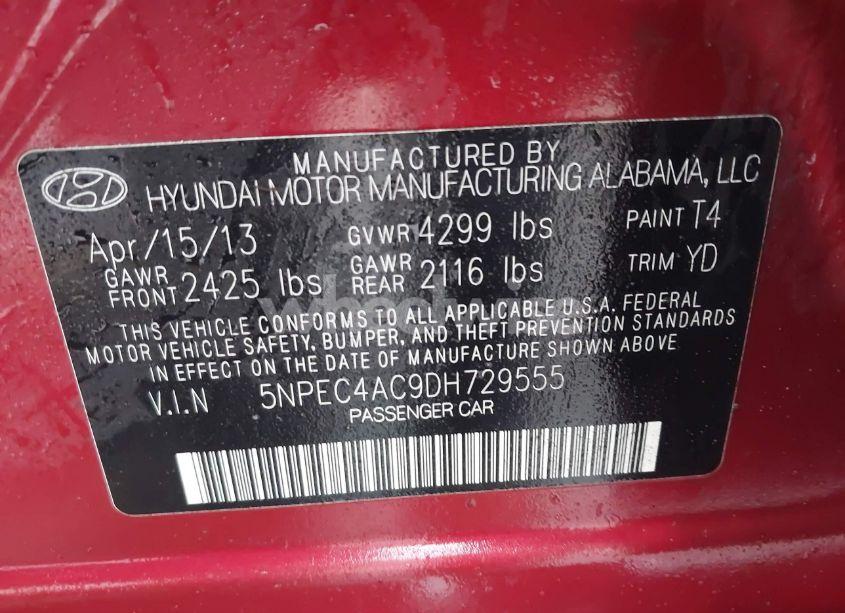 MANUFACTURED BY
HYUNDAI MOTOR MANUFACTURING ALABAMA, LLC
Apr/15/13 GVWR 4299 lbs PAINT T4
GAWR FRONT 2425 lbs GAWR REAR 2116 lbs TRIM YD
THIS VEHICLE CONFORMS TO ALL APPLICABLE U.S.A. FEDERAL
MOTOR VEHICLE SAFETY, BUMPER, AND THEFT PREVENTION STANDARDS
IN EFFECT ON THE DATE OF MANUFACTURE SHOWN ABOVE.
V.I.N 5NPEC4AC9DH729555
PASSENGER CAR